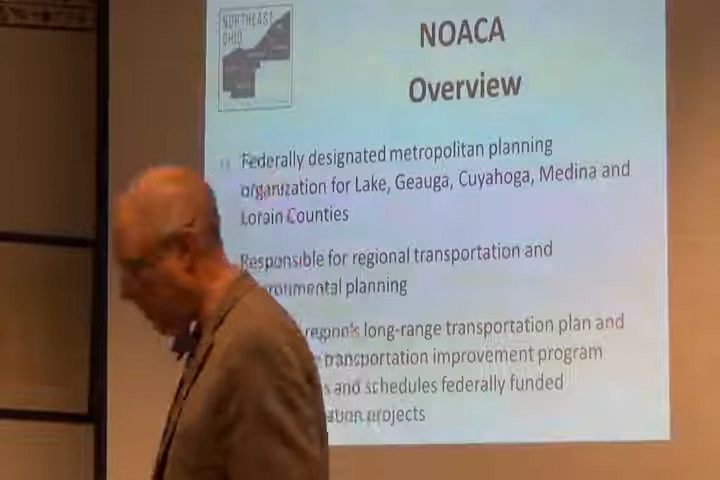 NORTHEAST
OHIO
NOACA
Overview
Federally designated metropolitan planning
organization for Lake, Geauga, Cuyahoga, Medina and
Lorain Counties
Responsible for regional transportation and
planning
long-range transportation plan and
transportation improvement program
and schedules federally funded
projects